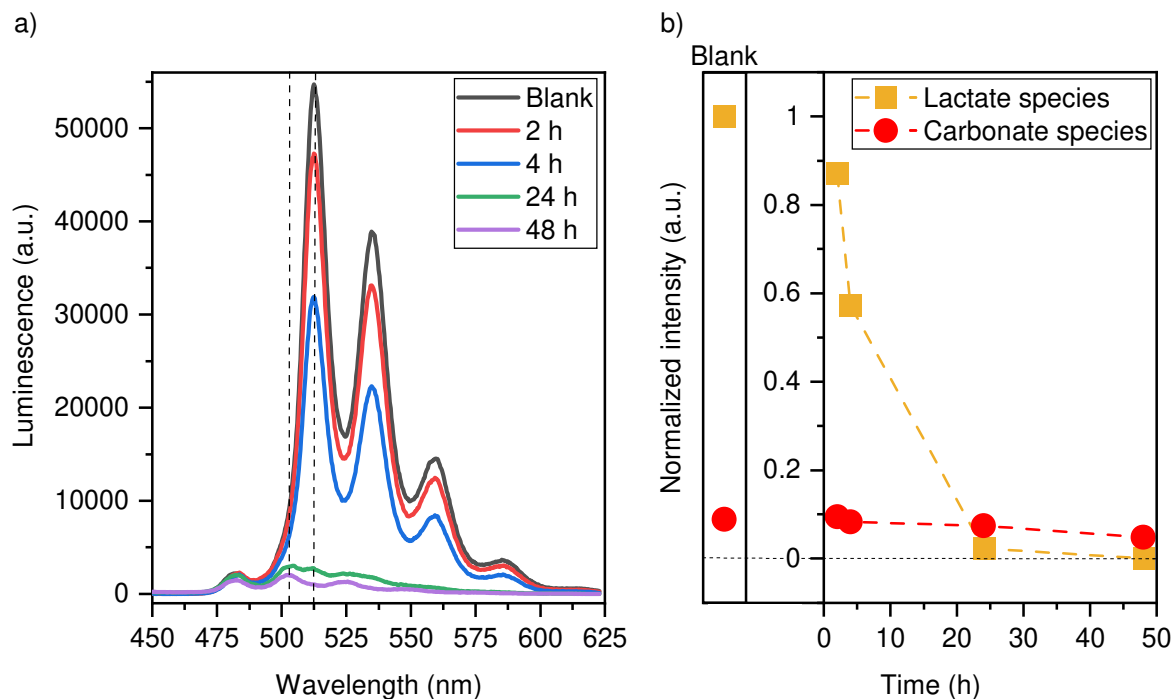 a)
Luminescence (a.u.)
50000
40000
30000
20000
10000
0
Blank
2 h
4 h
24 h
48 h
450 475 500 525 550 575 600 625
Wavelength (nm)
b)
Blank
Normalized intensity (a.u.)
1
0.8
0.6
0.4
0.2
0
Lactate species
Carbonate species
0 10 20 30 40 50
Time (h)